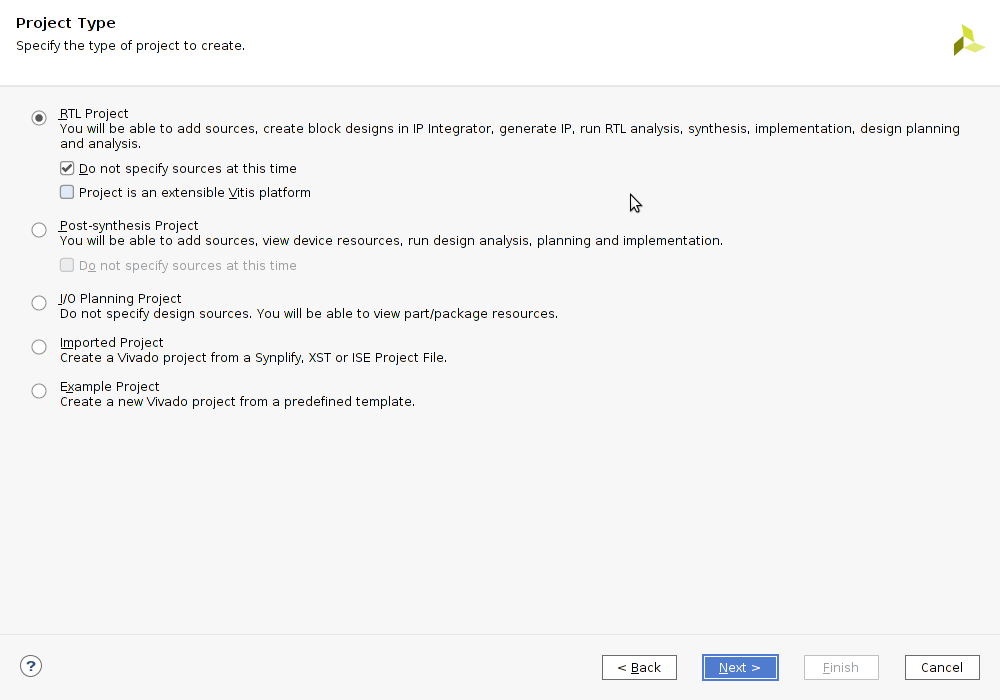 Project Type
Specify the type of project to create.
RTL Project
You will be able to add sources, create block designs in IP Integrator, generate IP, run RTL analysis, synthesis, implementation, design planning
and analysis.
Do not specify sources at this time
Project is an extensible Vitis platform
Post-synthesis Project
You will be able to add sources, view device resources, run design analysis, planning and implementation.
Do not specify sources at this time
I/O Planning Project
Do not specify design sources. You will be able to view part/package resources.
Imported Project
Create a Vivado project from a Synplify, XST or ISE Project File.
Example Project
Create a new Vivado project from a predefined template.
?
< Back
Next >
Finish
Cancel